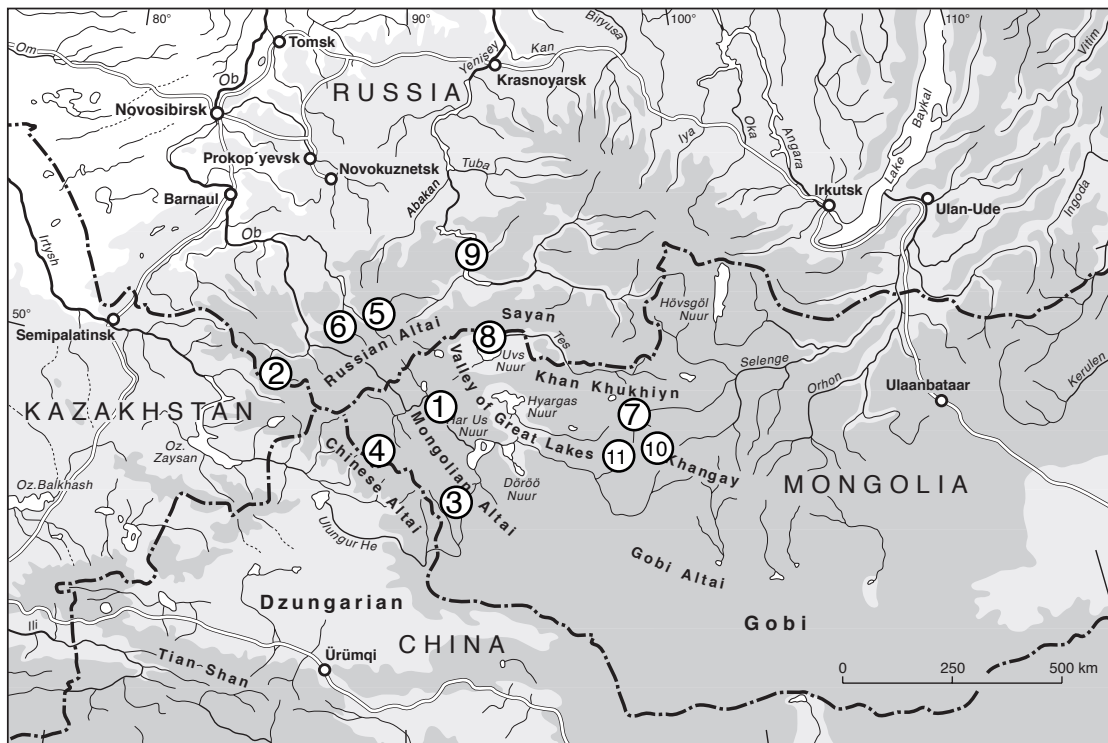 80°
90°
100°
110°
Om
Ob
Tomsk
Yenisey
Kan
Biryusa
Vitim
Krasnoyarsk
RUSSIA
Novosibirsk
Prokop´yevsk
Novokuznetsk
Tuba
Abakan
Iya
Oka
Angara
Lake Baykal
Barnaul
Irkutsk
Ulan-Ude
Ingoda
Irtysh
Ob
9
50°
Semipalatinsk
6
5
Russian Altai
Sayan
8
Uvs
Nuur
Tes
Hövsgöl
Nuur
Selenge
Orhon
Kerulen
Ulaanbataar
2
KAZAKHSTAN
Valley of Great Lakes
Khan Khukhiyn
Hyargas
Nuur
1
Har Us
Nuur
7
10
11
Khangay
MONGOLIA
Oz.
Zaysan
4
Chinese Altai
Mongolian Altai
3
Döröö
Nuur
Oz.Balkhash
Ulungur He
Gobi Altai
Dzungarian
Gobi
CHINA
Ili
Tian Shan
Ürümqi
0
250
500 km